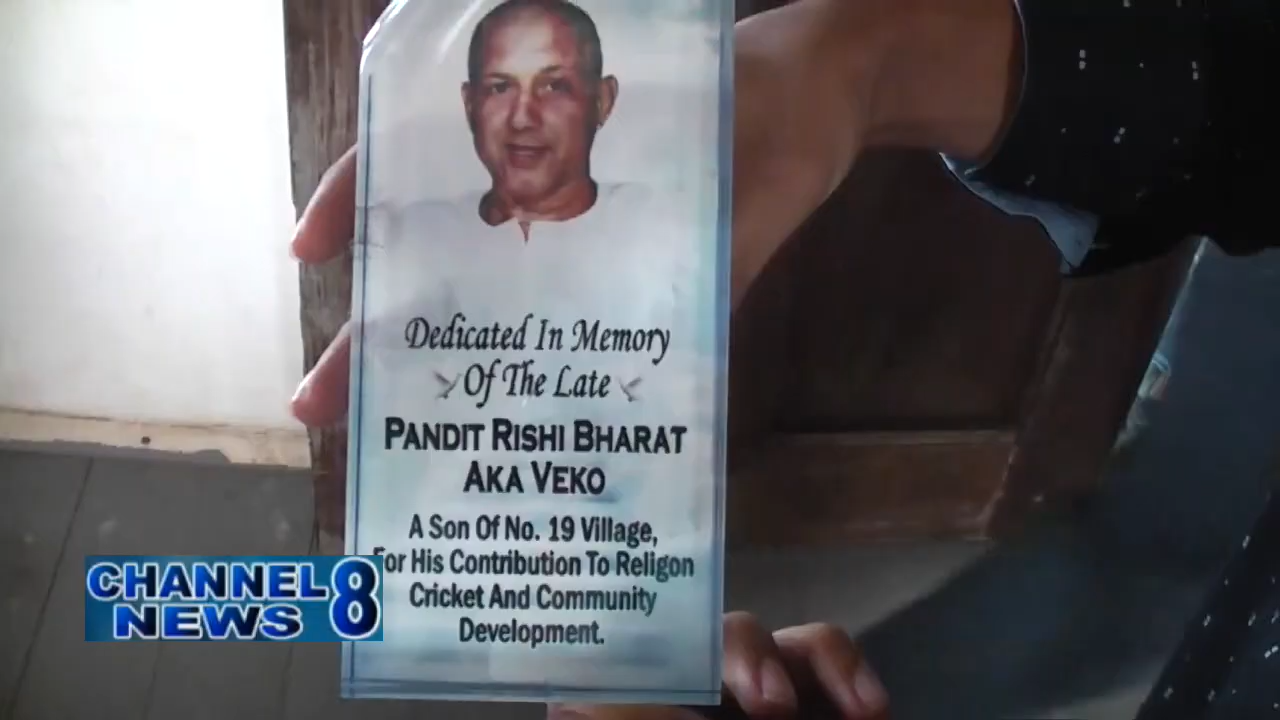 Dedicated In Memory
Of The Late
PANDIT RISHI BHARAT
AKA VEKO
A Son Of No. 19 Village,
For His Contribution To Religon
Cricket And Community
Development.
CHANNEL 8
NEWS